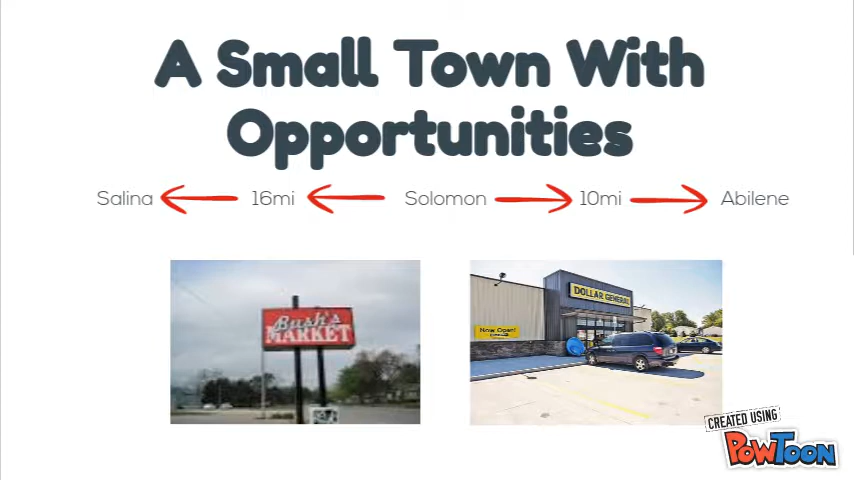 A Small Town With
Opportunities
Salina 16mi Solomon 10mi Abilene
Bush's
MARKET
DOLLAR GENERAL
Now Open!
CREATED USING
POWTOON